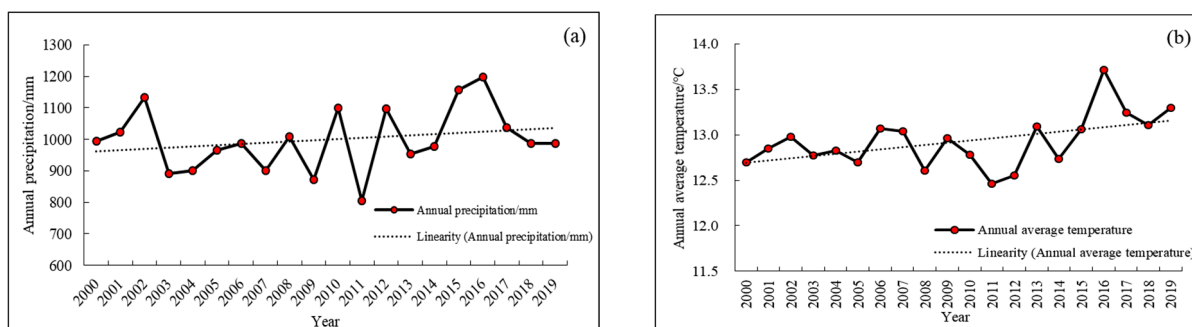 (a)
Annual precipitation/mm
1300
1200
1100
1000
900
800
700
600
Annual precipitation/mm
Linearity (Annual precipitation/mm)
2000 2001 2002 2003 2004 2005 2006 2007 2008 2009 2010 2011 2012 2013 2014 2015 2016 2017 2018 2019
Year
(b)
Annual average temperature/°C
14.0
13.5
13.0
12.5
12.0
11.5
Annual average temperature
Linearity (Annual average temperature)
2000 2001 2002 2003 2004 2005 2006 2007 2008 2009 2010 2011 2012 2013 2014 2015 2016 2017 2018 2019
Year